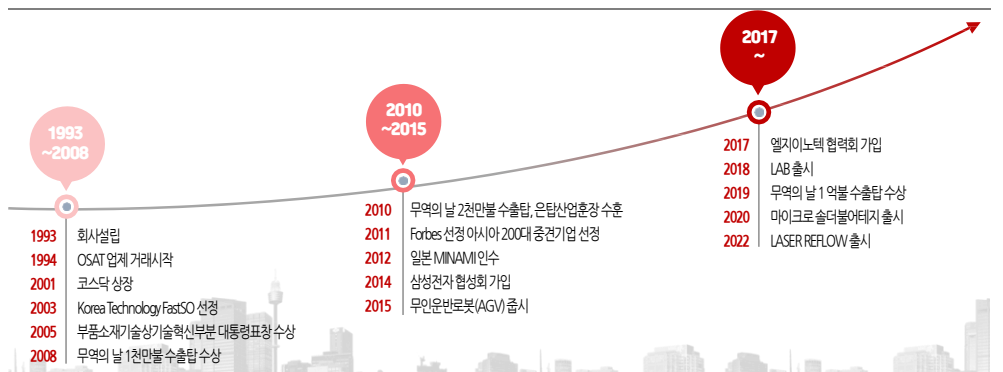 1993
~2008
1993 회사설립
1994 OSAT 업제 거래시작
2001 코스닥 상장
2003 Korea Technology FastSO 선정
2005 부품소재기술상기술혁신부분 대통령표창 수상
2008 무역의 날 1천만불 수출탑 수상
2010
~2015
2010 무역의 날 2천만불 수출탑, 은탑산업훈장 수훈
2011 Forbes 선정 아시아 200대 중견기업 선정
2012 일본 MINAMI 인수
2014 삼성전자 협성회 가입
2015 무인운반로봇(AGV) 줍시
2017
~
2017 엘지이노텍 협력회 가입
2018 LAB 출시
2019 무역의 날 1 억불 수출탑 수상
2020 마이크로 솔더불어테지 출시
2022 LASER REFLOW 출시